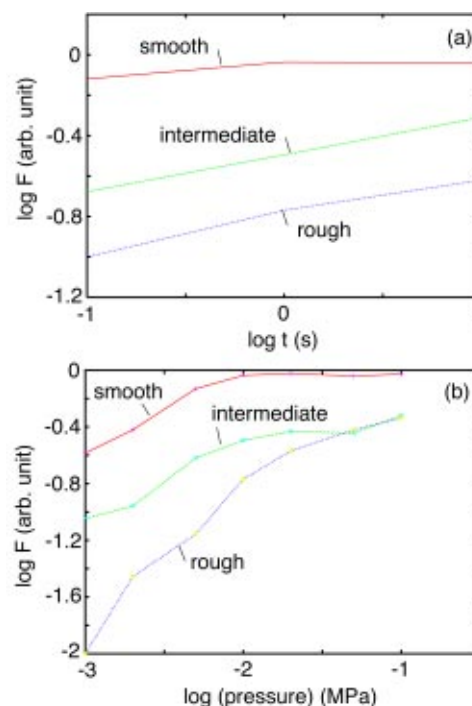 (a)
0
smooth
-0.4
intermediate
-0.8
rough
-1.2
-1
0
log t (s)
log F (arb. unit)
(b)
0
smooth
-0.4
intermediate
-0.8
-1.2
rough
-1.6
-2
-3
-2
-1
log (pressure) (MPa)
log F (arb. unit)